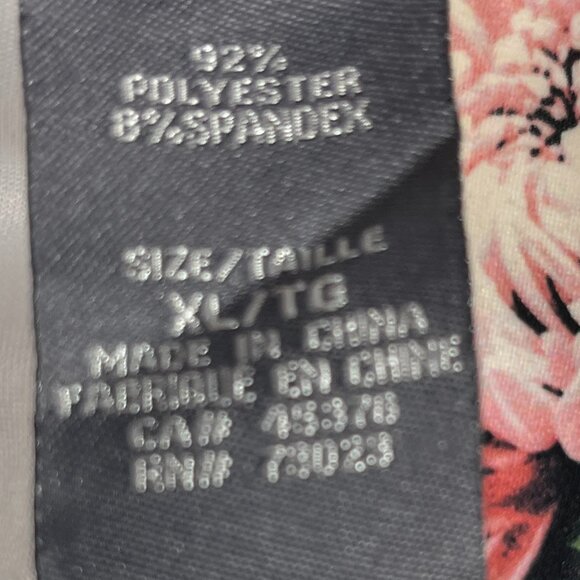 92%
POLYESTER
8%SPANDEX
SIZE/TAILLE
XL/TG
MADE IN CHINA
FABRIQUE EN CHINE
CA#
RN#